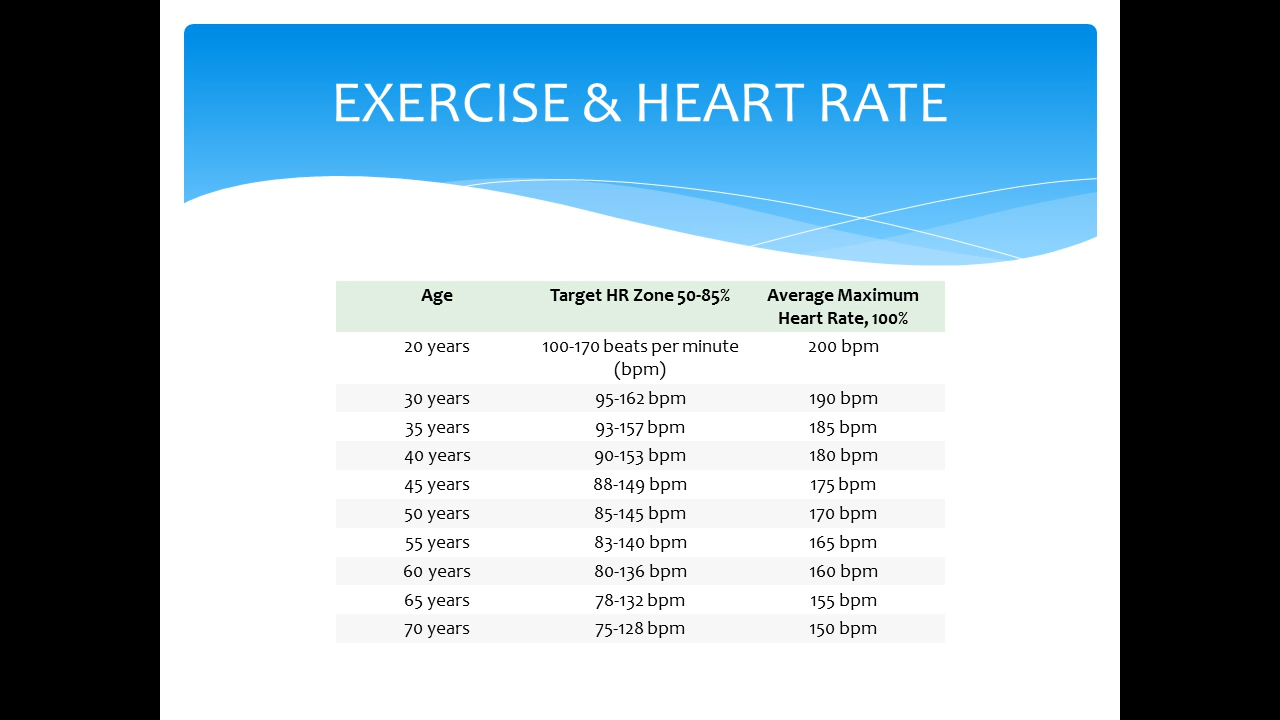 EXERCISE & HEART RATE
Age Target HR Zone 50-85% Average Maximum
Heart Rate, 100%
20 years 100-170 beats per minute 200 bpm
(bpm)
30 years 95-162 bpm 190 bpm
35 years 93-157 bpm 185 bpm
40 years 90-153 bpm 180 bpm
45 years 88-149 bpm 175 bpm
50 years 85-145 bpm 170 bpm
55 years 83-140 bpm 165 bpm
60 years 80-136 bpm 160 bpm
65 years 78-132 bpm 155 bpm
70 years 75-128 bpm 150 bpm